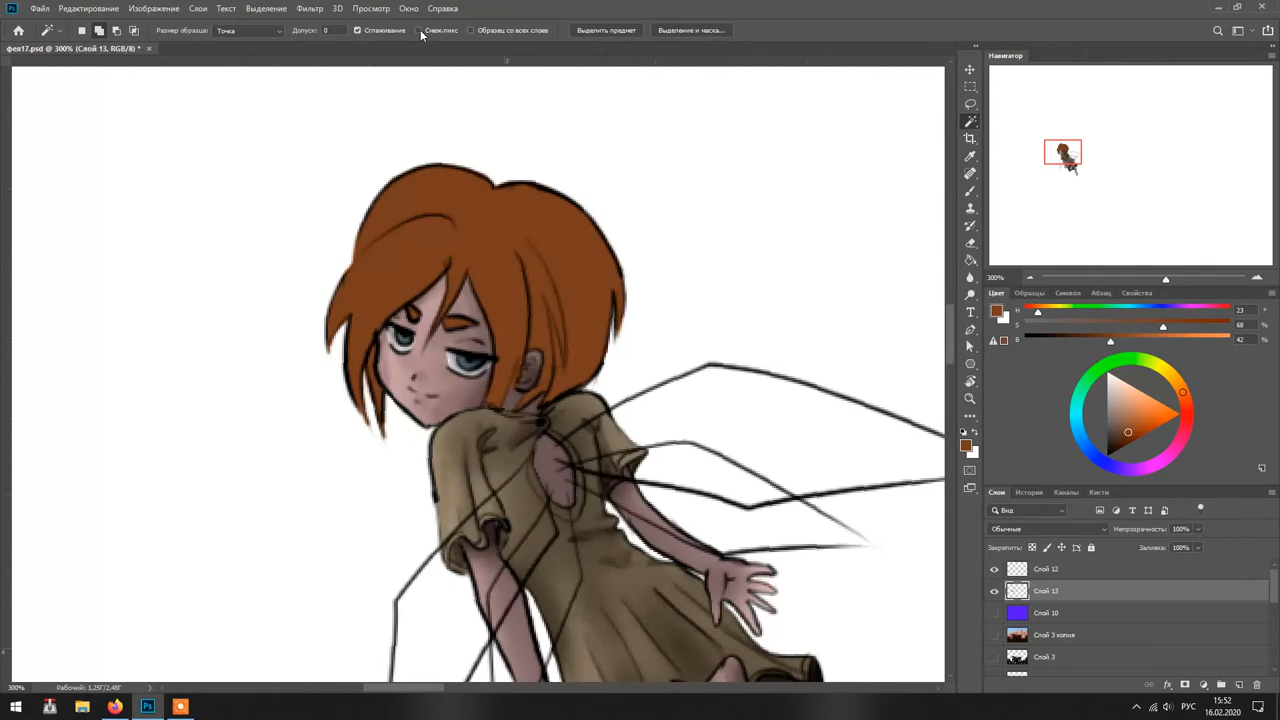 Файл Редактирование Изображение Слои Текст Выделение Фильтр 3D Просмотр Окно Справка
Размер образца: Точка Допуск: 0 Сглаживание Смеж.пикс Образец со всех слоев Выделить предмет Выделение и маска...
фея17.psd @ 300% (Слой 13, RGB/8) * ×
3
4
Навигатор
300%
Цвет Образцы Символ Абзац Свойства
H 23 °
S 68 %
B 42 %
Слои История Каналы Кисти
Вид
Обычные Непрозрачность: 100%
Закрепить: Заливка: 100%
Слой 12
Слой 13
Слой 10
Слой 3 копия
Слой 3
300% Рабочий: 1,25Г/2,48Г
Ps РУС 15:52
16.02.2020